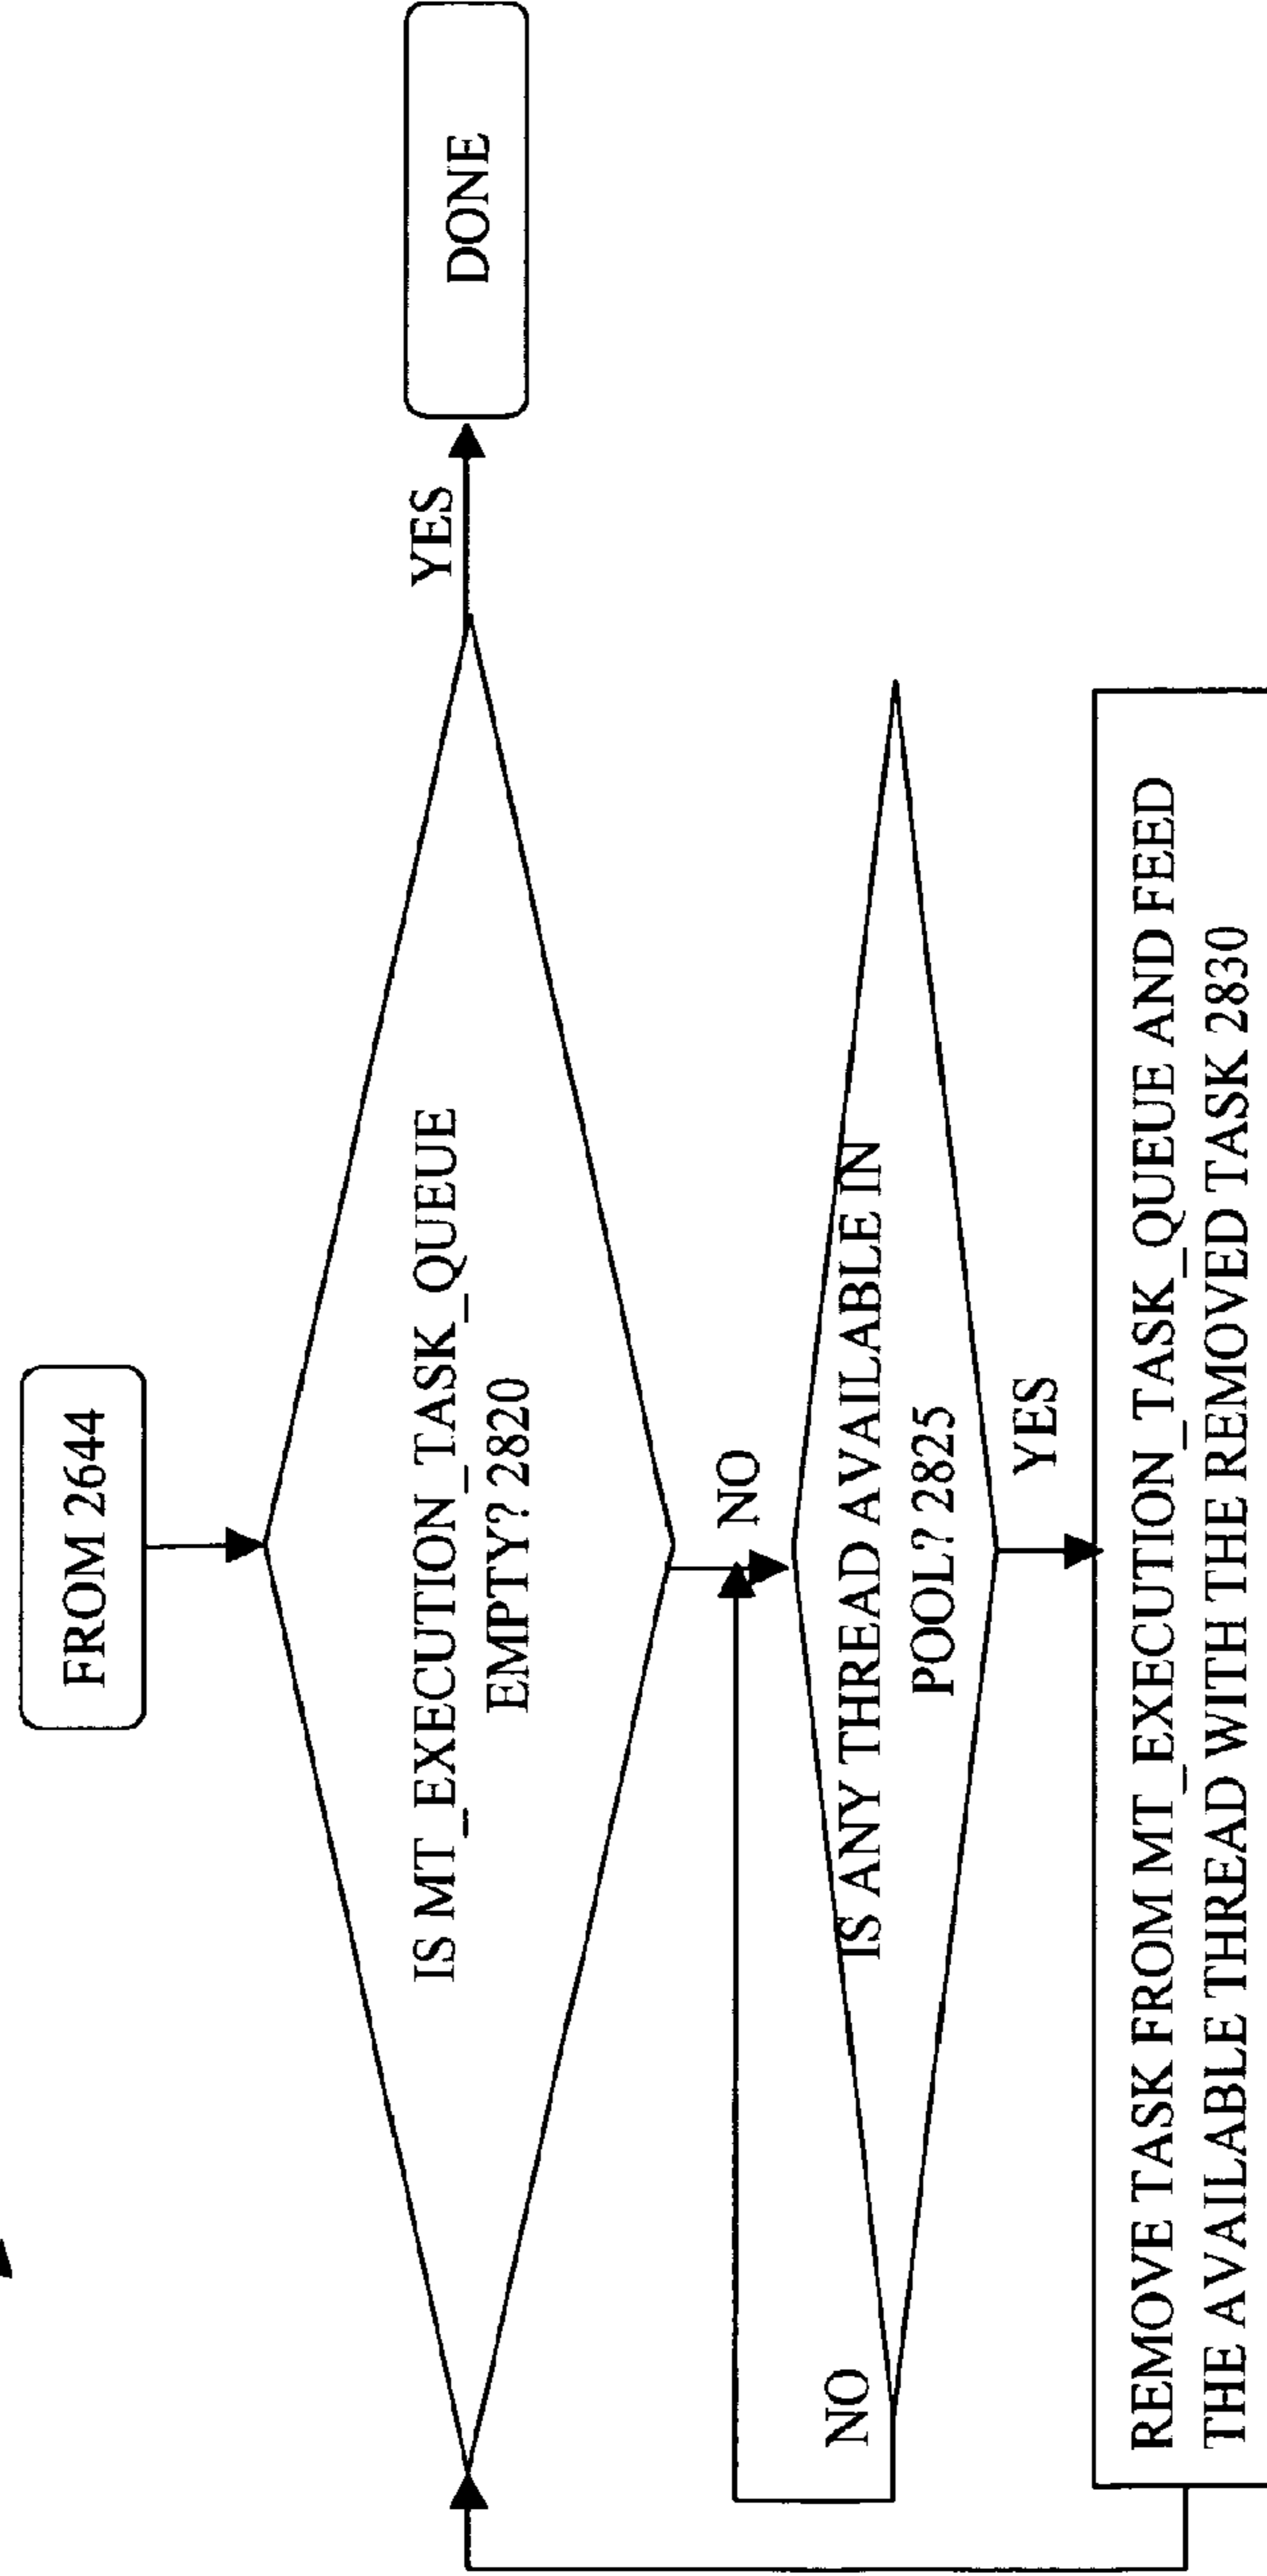 FROM 2644
IS MT_EXECUTION_TASK_QUEUE
EMPTY? 2820
YES
DONE
NO
IS ANY THREAD AVAILABLE IN
POOL? 2825
NO
YES
REMOVE TASK FROM MT_EXECUTION_TASK_QUEUE AND FEED
THE AVAILABLE THREAD WITH THE REMOVED TASK 2830